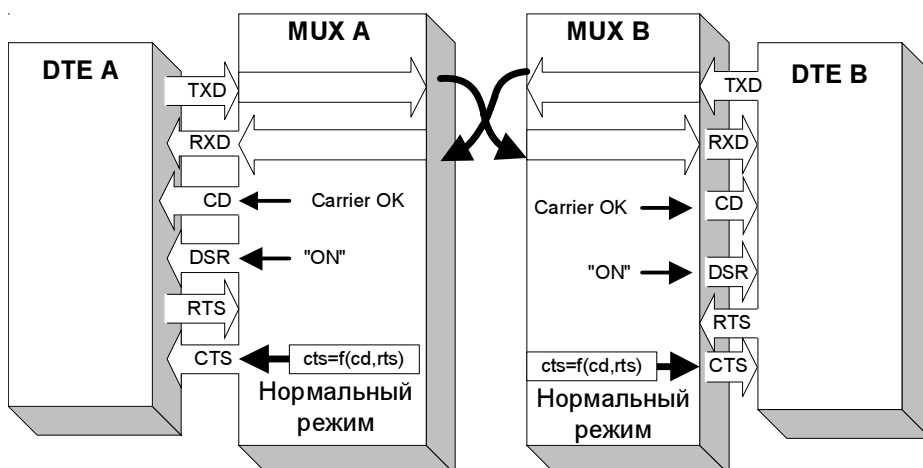 MUX A
MUX B
DTE A
DTE B
TXD
TXD
RXD
RXD
CD
Carrier OK
Carrier OK
CD
DSR
"ON"
"ON"
DSR
RTS
RTS
CTS
cts=f(cd,rts)
cts=f(cd,rts)
CTS
Нормальный
режим
Нормальный
режим